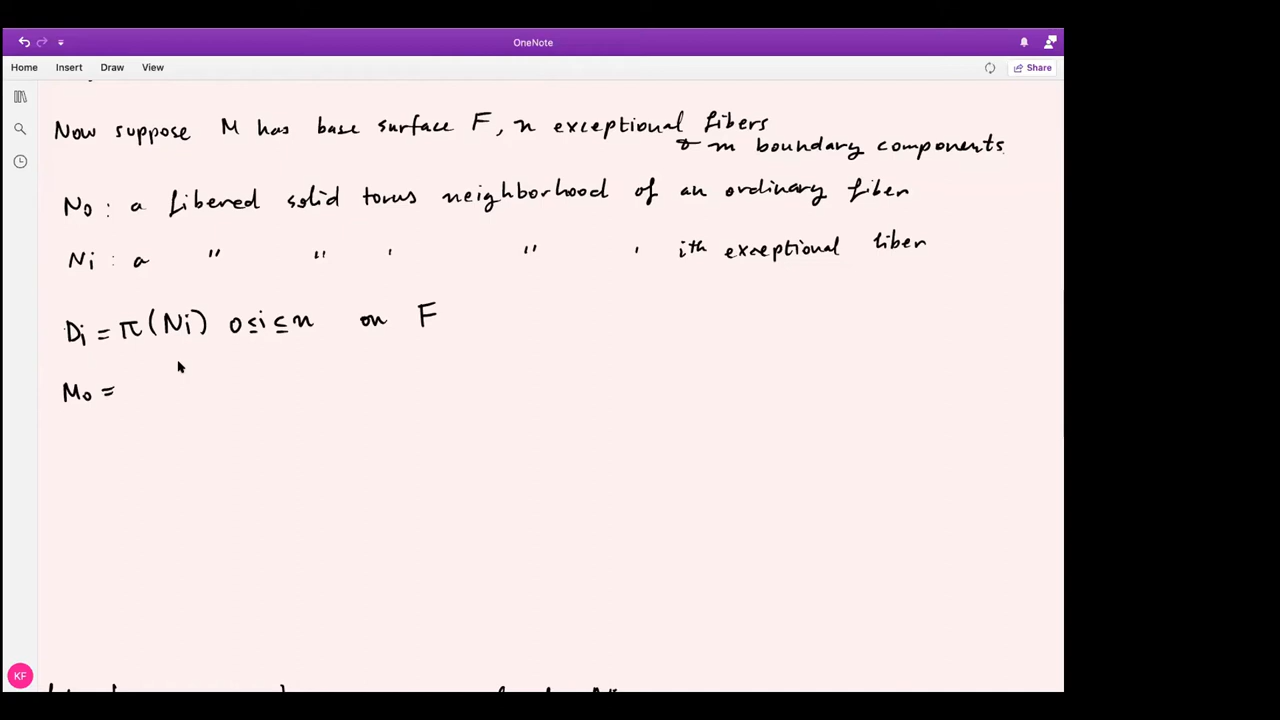 OneNote
Home Insert Draw View Share
Now suppose M has base surface F, n exceptional fibers
& m boundary components.
N₀ : a fibered solid torus neighborhood of an ordinary fiber
Nᵢ : a " " ' " ' iᵗʰ exceptional fiber
Dᵢ = π(Nᵢ) 0≤i≤n on F
M₀ =
KF